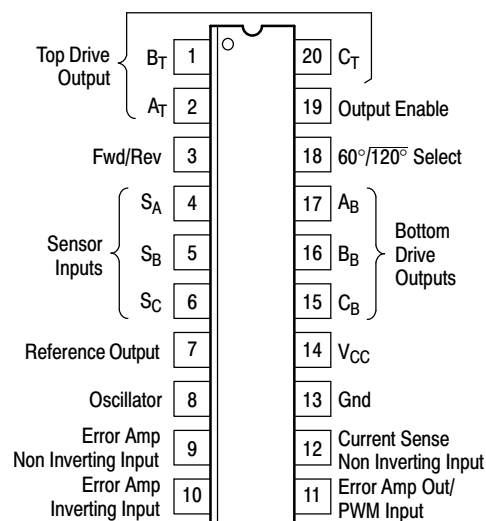 Top Drive
Output
B_T 1
20 C_T
A_T 2
19 Output Enable
Fwd/Rev 3
18 60°/120° Select
Sensor
Inputs
S_A 4
17 A_B
S_B 5
16 B_B
S_C 6
15 C_B
Bottom
Drive
Outputs
Reference Output 7
14 V_CC
Oscillator 8
13 Gnd
Error Amp
Non Inverting Input 9
12 Current Sense
Non Inverting Input
Error Amp
Inverting Input 10
11 Error Amp Out/
PWM Input